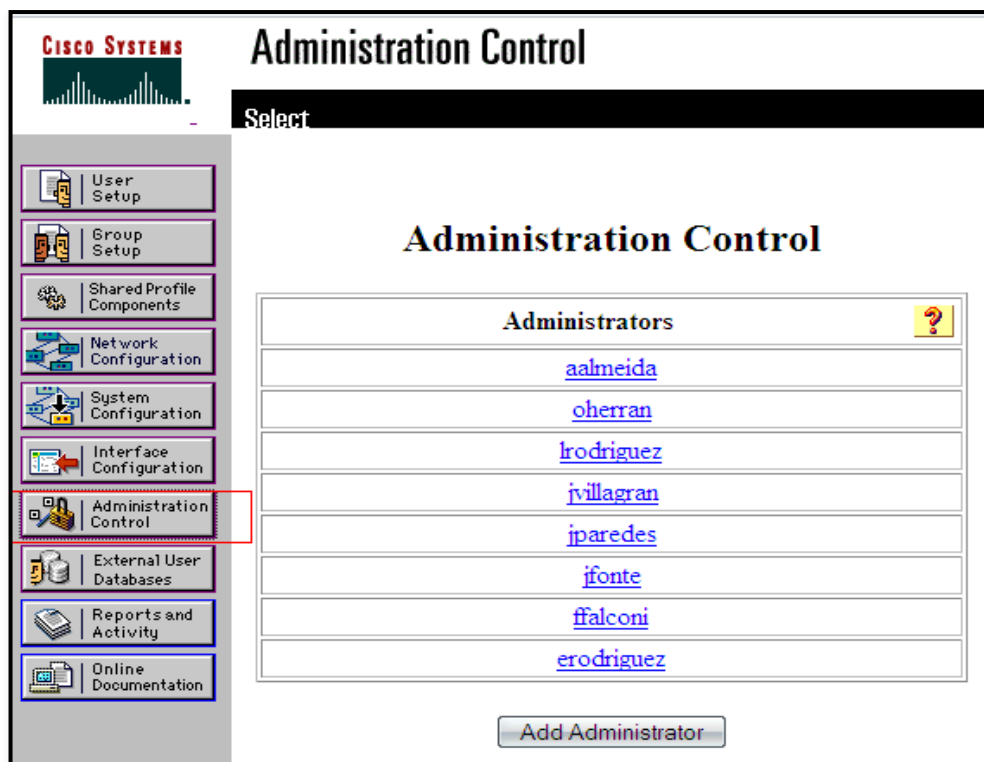 CISCO SYSTEMS
Administration Control
Select
User
Setup
Group
Setup
Shared Profile
Components
Network
Configuration
System
Configuration
Interface
Configuration
Administration
Control
External User
Databases
Reports and
Activity
Online
Documentation
Administration Control
Administrators
?
aalmeida
oherran
lrodriguez
jvillagran
jparedes
jfonte
ffalconi
erodriguez
Add Administrator